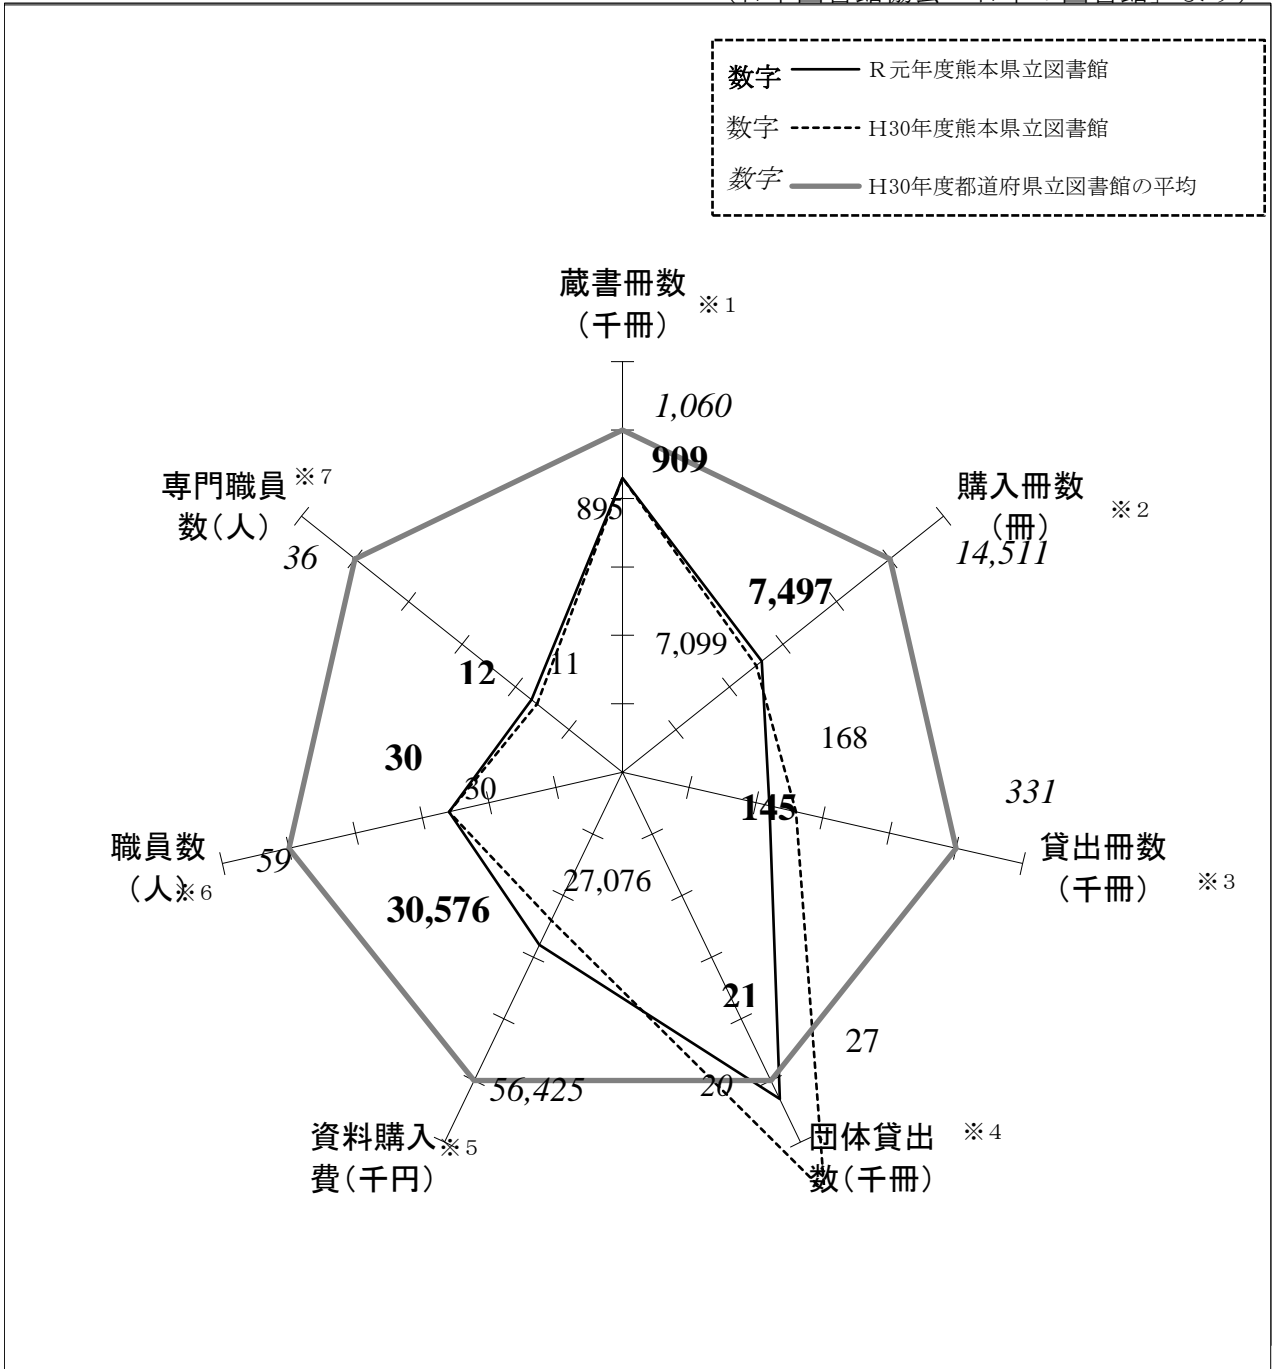 数字 R元年度熊本県立図書館
数字 H30年度熊本県立図書館
数字 H30年度都道府県立図書館の平均
蔵書冊数 ※1
（千冊）
1,060
909
895
購入冊数 ※2
（冊）
14,511
7,497
7,099
168
331
145
貸出冊数
（千冊） ※3
21
27
20
団体貸出 ※4
数（千冊）
56,425
資料購入 ※5
費（千円）
27,076
30,576
職員数
（人） ※6
59
30
30
専門職員 ※7
数（人）
36
12
11